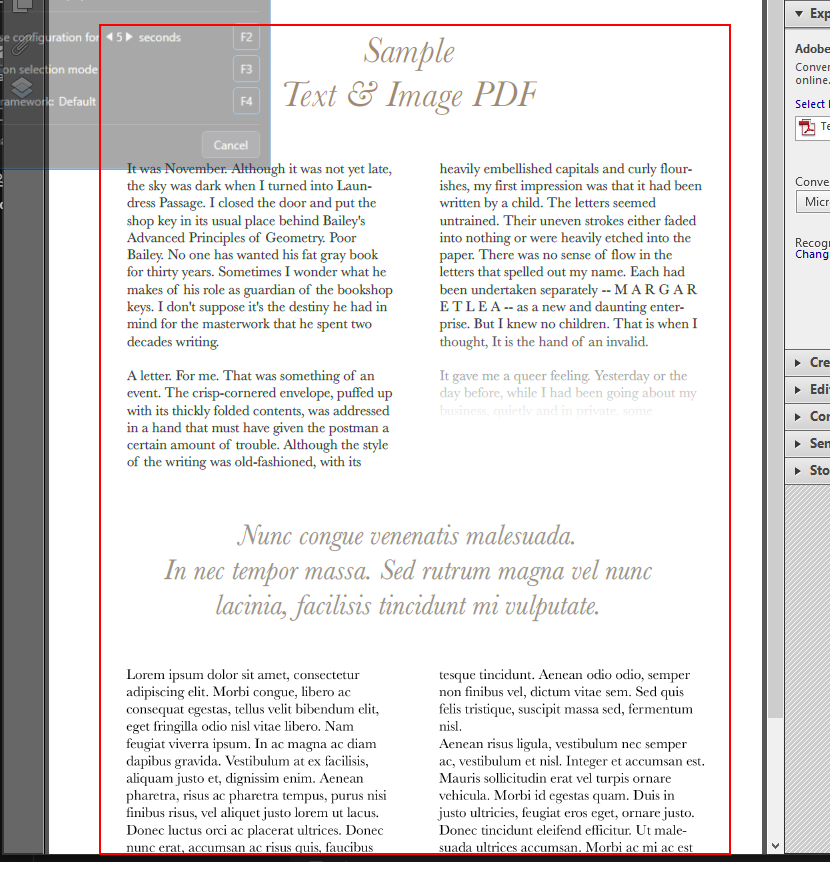 se configuration for 5 seconds F2
on selection mode F3
ramework: Default F4
Cancel
Sample
Text & Image PDF
It was November. Although it was not yet late,
the sky was dark when I turned into Laun-
dress Passage. I closed the door and put the
shop key in its usual place behind Bailey's
Advanced Principles of Geometry. Poor
Bailey. No one has wanted his fat gray book
for thirty years. Sometimes I wonder what he
makes of his role as guardian of the bookshop
keys. I don't suppose it's the destiny he had in
mind for the masterwork that he spent two
decades writing.
A letter. For me. That was something of an
event. The crisp-cornered envelope, puffed up
with its thickly folded contents, was addressed
in a hand that must have given the postman a
certain amount of trouble. Although the style
of the writing was old-fashioned, with its
heavily embellished capitals and curly flour-
ishes, my first impression was that it had been
written by a child. The letters seemed
untrained. Their uneven strokes either faded
into nothing or were heavily etched into the
paper. There was no sense of flow in the
letters that spelled out my name. Each had
been undertaken separately -- M A R G A R
E T L E A -- as a new and daunting enter-
prise. But I knew no children. That is when I
thought, It is the hand of an invalid.
It gave me a queer feeling. Yesterday or the
day before, while I had been going about my
business, quietly and in private, some
Nunc congue venenatis malesuada.
In nec tempor massa. Sed rutrum magna vel nunc
lacinia, facilisis tincidunt mi vulputate.
Lorem ipsum dolor sit amet, consectetur
adipiscing elit. Morbi congue, libero ac
consequat egestas, tellus velit bibendum elit,
eget fringilla odio nisl vitae libero. Nam
feugiat viverra ipsum. In ac magna ac diam
dapibus gravida. Vestibulum at ex facilisis,
aliquam justo et, dignissim enim. Aenean
pharetra, risus ac pharetra tempus, purus nisi
finibus risus, vel aliquet justo lorem ut lacus.
Donec luctus orci ac placerat ultrices. Donec
nunc erat, accumsan ac risus quis, faucibus
tesque tincidunt. Aenean odio odio, semper
non finibus vel, dictum vitae sem. Sed quis
felis tristique, suscipit massa sed, fermentum
nisl.
Aenean risus ligula, vestibulum nec semper
ac, vestibulum et nisl. Integer et accumsan est.
Mauris sollicitudin erat vel turpis ornare
vehicula. Morbi id egestas quam. Duis in
justo ultricies, feugiat eros eget, ornare justo.
Donec tincidunt eleifend efficitur. Ut male-
suada ultrices accumsan. Morbi ac mi ac est
Exp
Adobe
Conver
online.
Select
Te
Conve
Micr
Recogn
Chang
Cre
Edi
Con
Sen
Sto